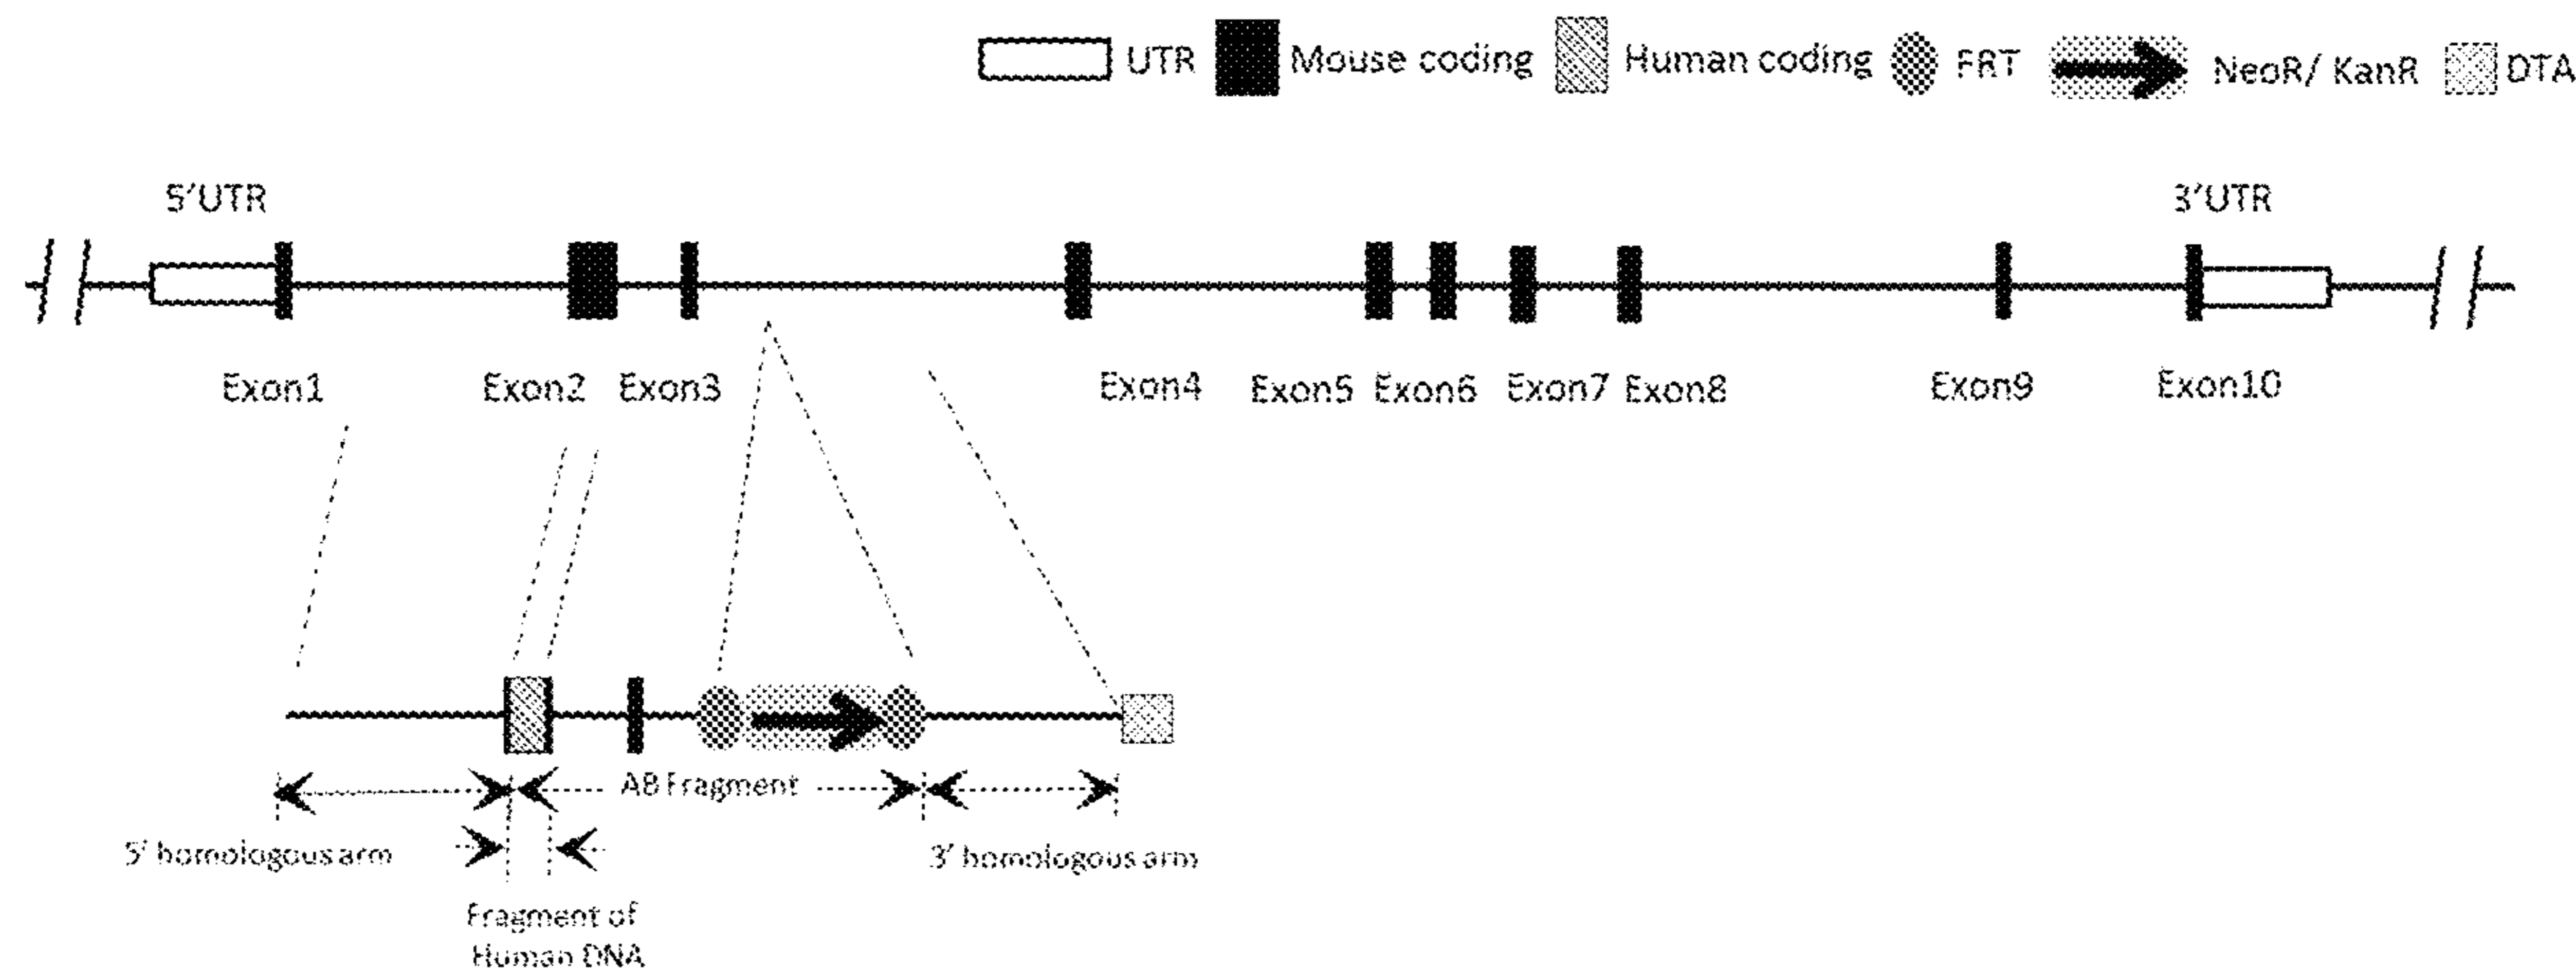 UTR Mouse coding Human coding FRT NeoR/ KanR DTA
5'UTR 3'UTR
Exon1 Exon2 Exon3 Exon4 Exon5 Exon6 Exon7 Exon8 Exon9 Exon10
AB Fragment
5' homologous arm 3' homologous arm
Fragment of
Human DNA